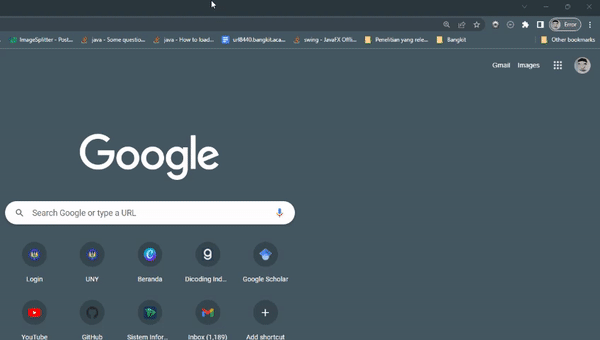 Error
ImageSplitter - Post...
java - Some questio...
java - How to load...
url8440.bangkit.aca...
swing - JavaFX Offli...
Penelitian yang rele...
Bangkit
Other bookmarks
Gmail Images
Google
Search Google or type a URL
Login UNY Beranda Dicoding Ind... Google Scholar
YouTube GitHub Sistem Infor... Inbox (1,189) Add shortcut